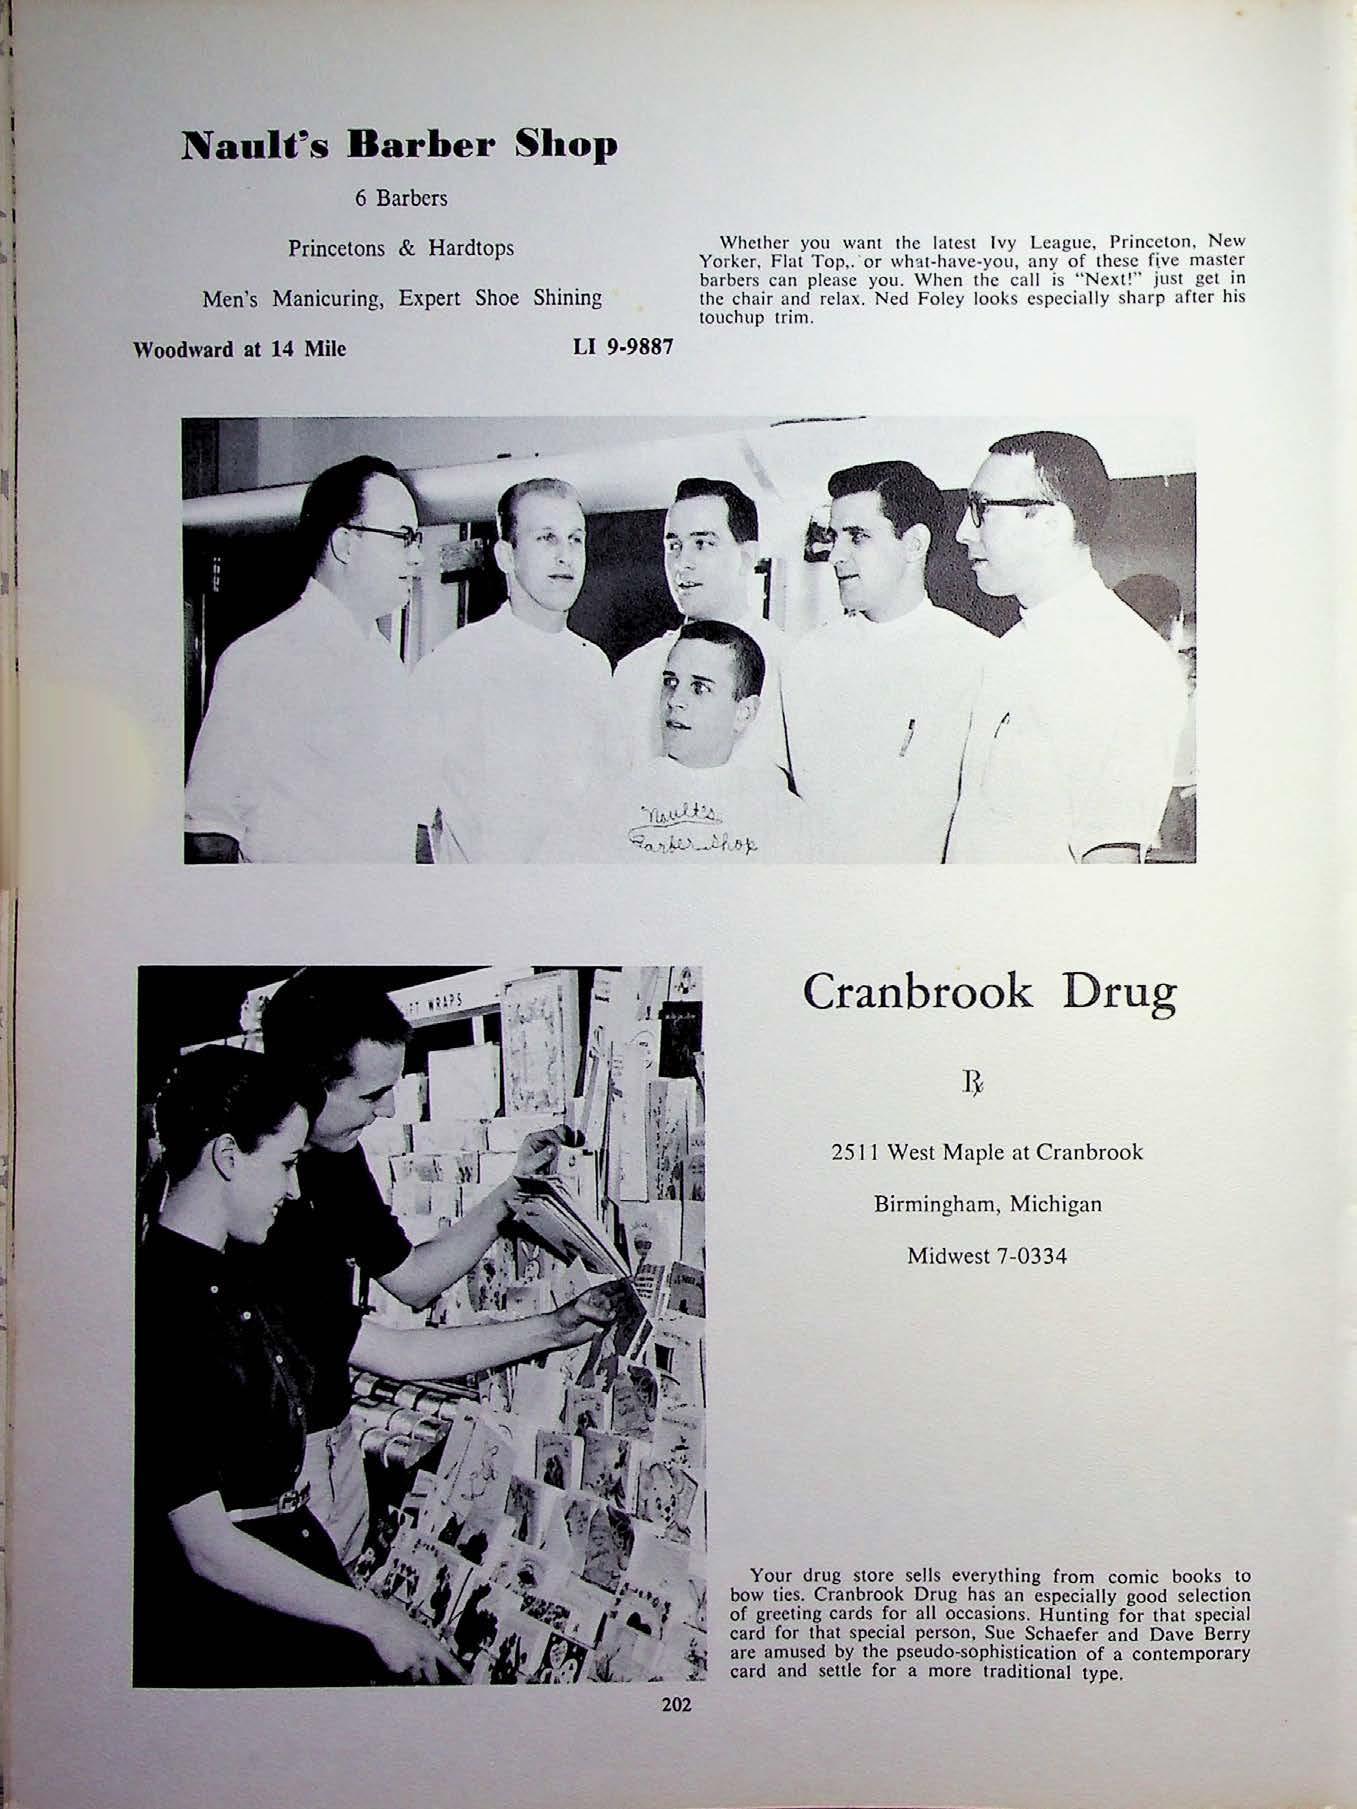 Nault's Barber Shop
6 Barbers
Princetons & Hardtops
Men's Manicuring, Expert Shoe Shining
Woodward at 14 Mile LI 9-9887
Whether you want the latest Ivy League, Princeton, New
Yorker, Flat Top,. or what-have-you, any of these five master
barbers can please you. When the call is "Next!" just get in
the chair and relax. Ned Foley looks especially sharp after his
touchup trim.
Nault's
Barber Shop
WRAPS
Cranbrook Drug
℞
2511 West Maple at Cranbrook
Birmingham, Michigan
Midwest 7-0334
Your drug store sells everything from comic books to
bow ties. Cranbrook Drug has an especially good selection
of greeting cards for all occasions. Hunting for that special
card for that special person, Sue Schaefer and Dave Berry
are amused by the pseudo-sophistication of a contemporary
card and settle for a more traditional type.
202